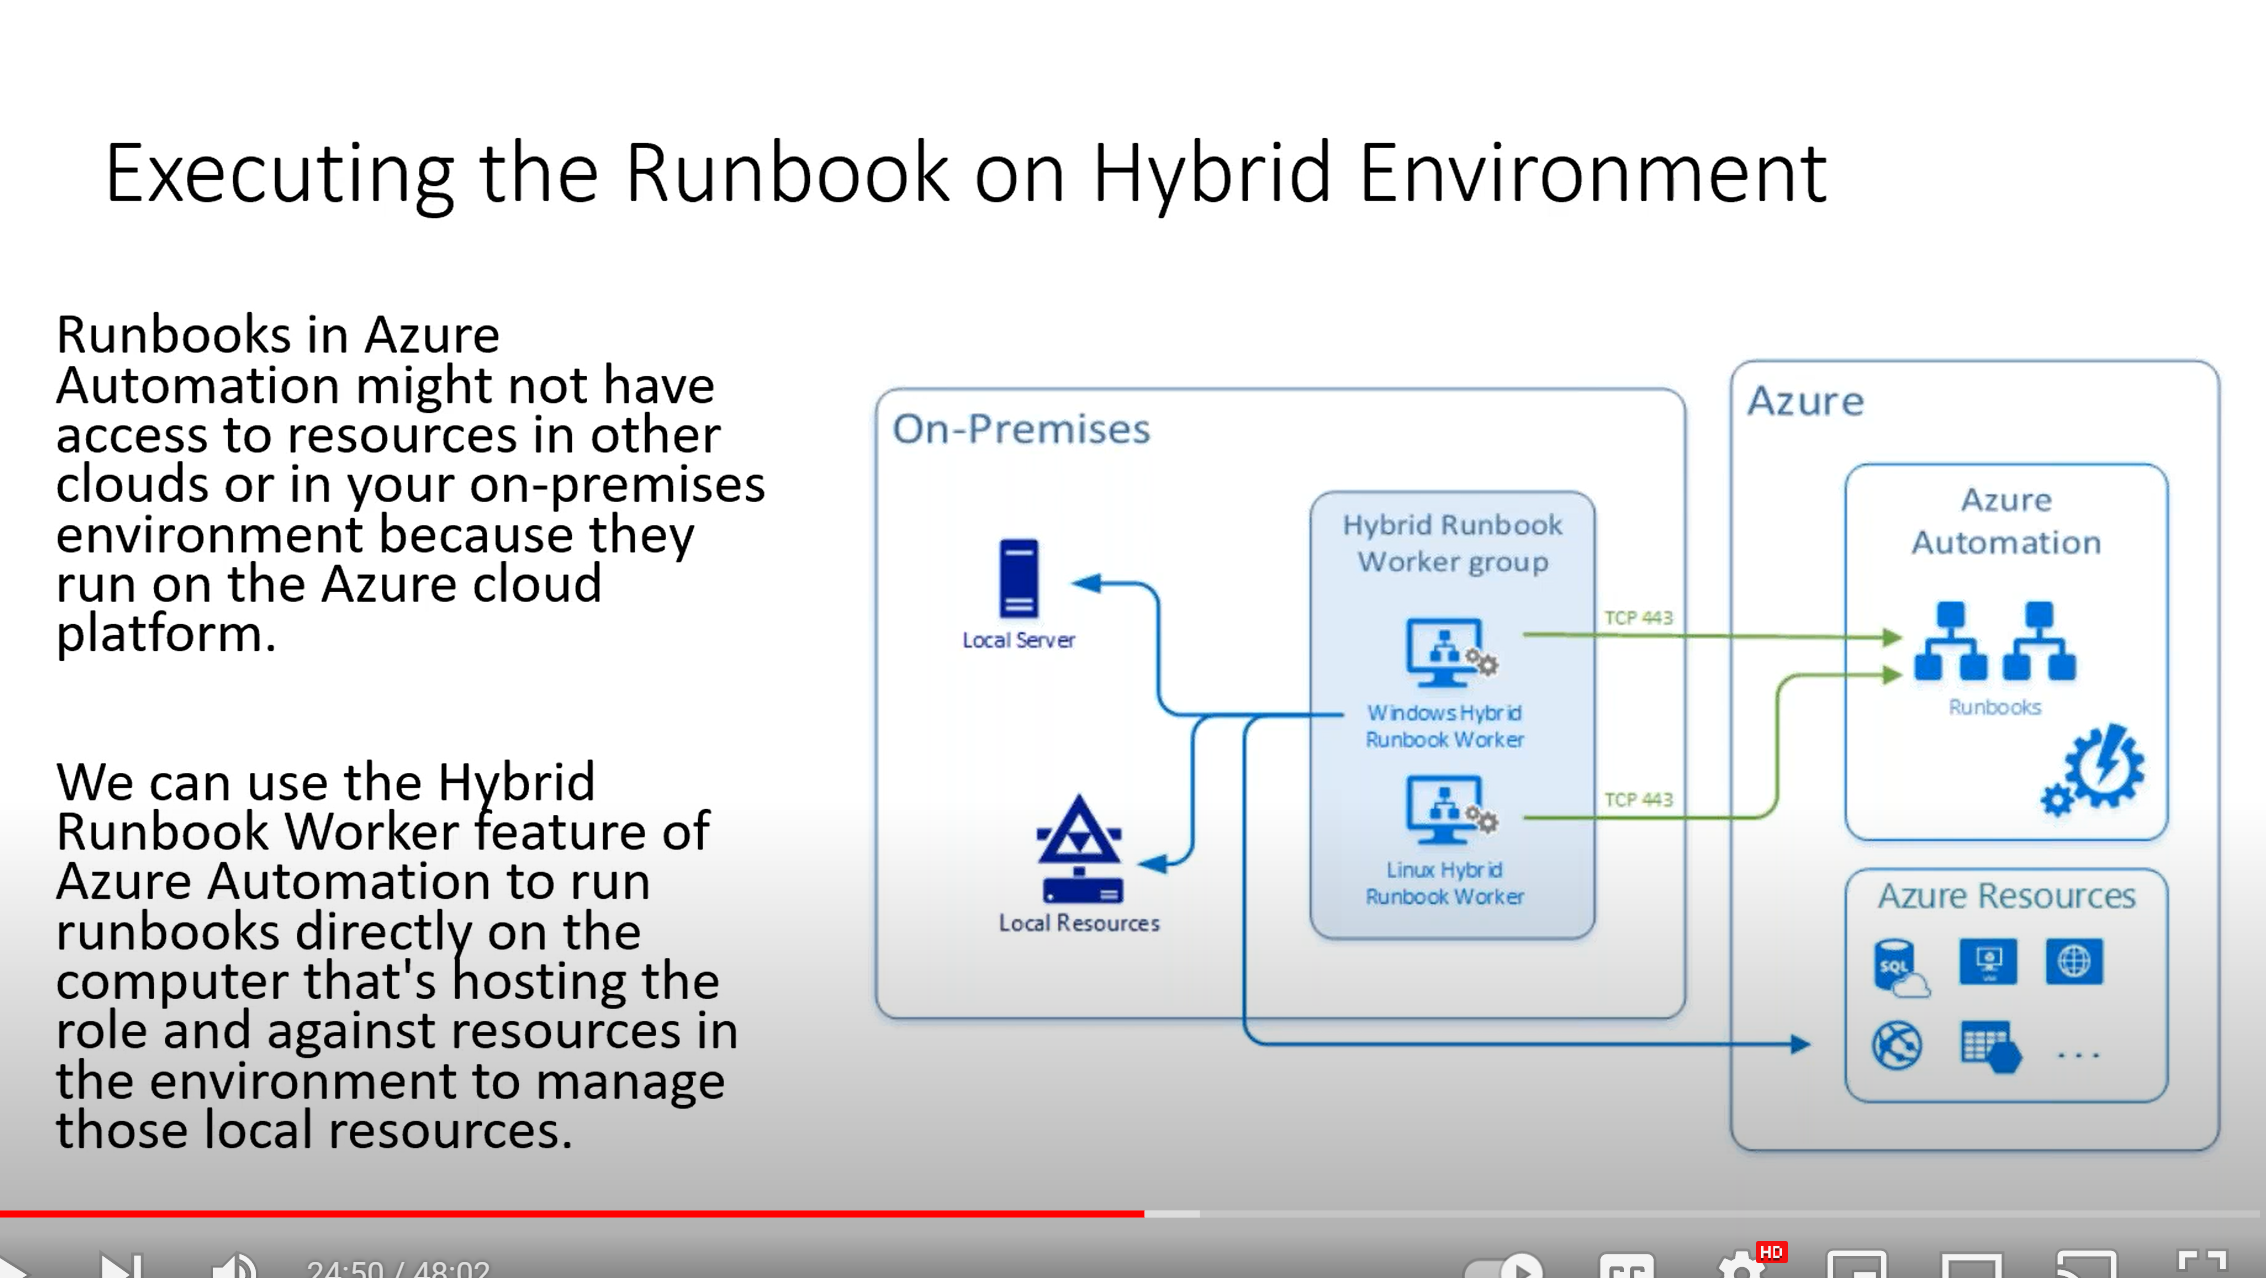 Executing the Runbook on Hybrid Environment
Runbooks in Azure
Automation might not have
access to resources in other
clouds or in your on-premises
environment because they
run on the Azure cloud
platform.
We can use the Hybrid
Runbook Worker feature of
Azure Automation to run
runbooks directly on the
computer that's hosting the
role and against resources in
the environment to manage
those local resources.
On-Premises
Local Server
Local Resources
Hybrid Runbook
Worker group
Windows Hybrid
Runbook Worker
Linux Hybrid
Runbook Worker
TCP 443
TCP 443
Azure
Azure
Automation
Runbooks
Azure Resources
SQL
...
24:50 / 48:02
CC
HD